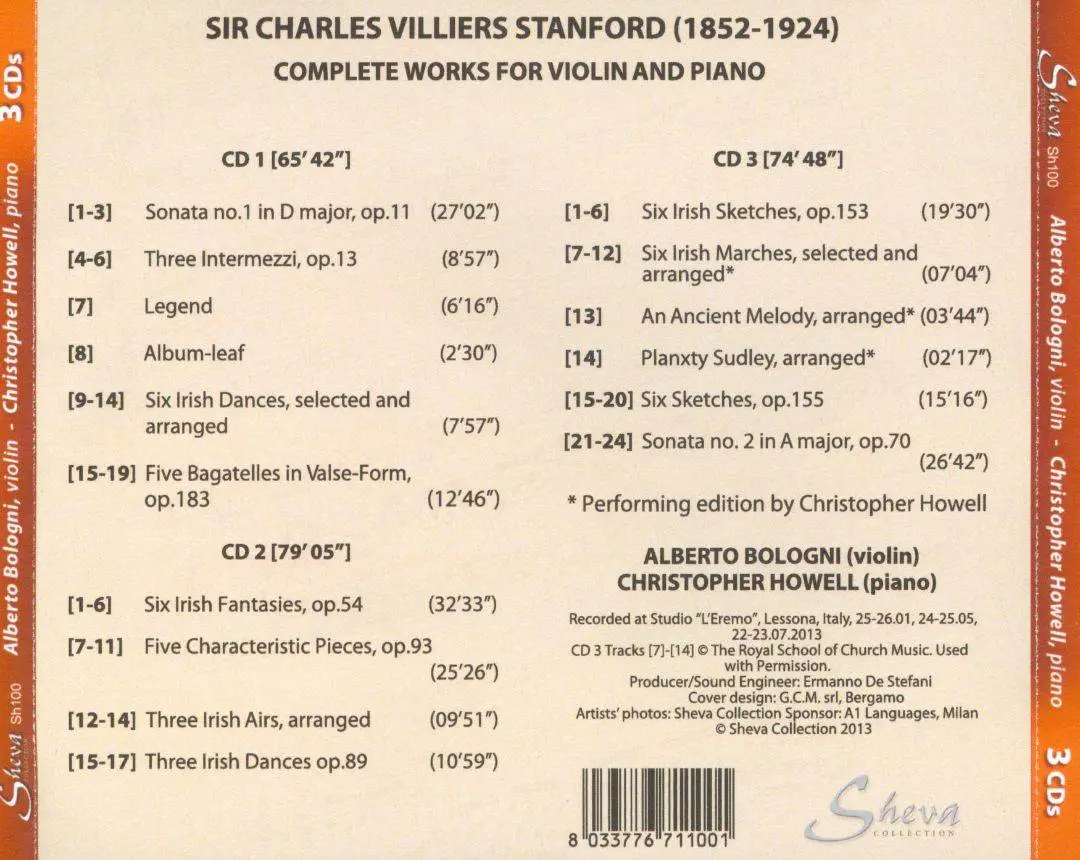 SIR CHARLES VILLIERS STANFORD (1852-1924)
COMPLETE WORKS FOR VIOLIN AND PIANO
CD 1 [65'42"]
[1-3] Sonata no.1 in D major, op.11 (27'02")
[4-6] Three Intermezzi, op.13 (8'57")
[7] Legend (6'16")
[8] Album-leaf (2'30")
[9-14] Six Irish Dances, selected and
arranged (7'57")
[15-19] Five Bagatelles in Valse-Form,
op.183 (12'46")
CD 2 [79'05"]
[1-6] Six Irish Fantasies, op.54 (32'33")
[7-11] Five Characteristic Pieces, op.93
(25'26")
[12-14] Three Irish Airs, arranged (09'51")
[15-17] Three Irish Dances op.89 (10'59")
CD 3 [74'48"]
[1-6] Six Irish Sketches, op.153 (19'30")
[7-12] Six Irish Marches, selected and
arranged* (07'04")
[13] An Ancient Melody, arranged* (03'44")
[14] Planxty Sudley, arranged* (02'17")
[15-20] Six Sketches, op.155 (15'16")
[21-24] Sonata no. 2 in A major, op.70
(26'42")
* Performing edition by Christopher Howell
ALBERTO BOLOGNI (violin)
CHRISTOPHER HOWELL (piano)
Recorded at Studio "L'Eremo", Lessona, Italy, 25-26.01, 24-25.05,
22-23.07.2013
CD 3 Tracks [7]-[14] © The Royal School of Church Music. Used
with Permission.
Producer/Sound Engineer: Ermanno De Stefani
Cover design: G.C.M. srl, Bergamo
Artists' photos: Sheva Collection Sponsor: A1 Languages, Milan
© Sheva Collection 2013
8 033776 711001
Sheva
COLLECTION
Sheva Sh100 Alberto Bologni, violin - Christopher Howell, piano 3 CDs
Sheva Sh100 Alberto Bologni, violin - Christopher Howell, piano 3 CDs